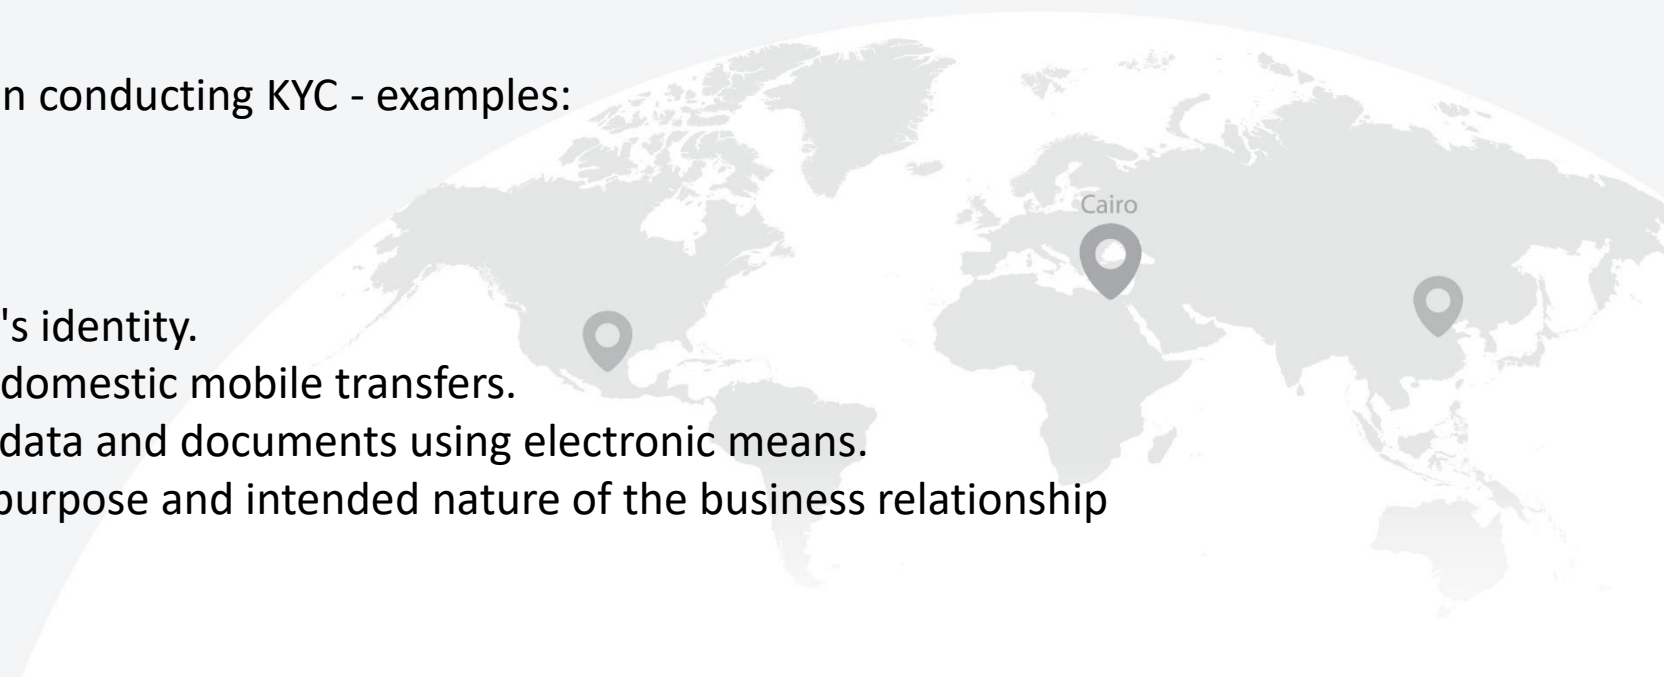 n conducting KYC - examples:
Cairo
's identity.
domestic mobile transfers.
data and documents using electronic means.
purpose and intended nature of the business relationship